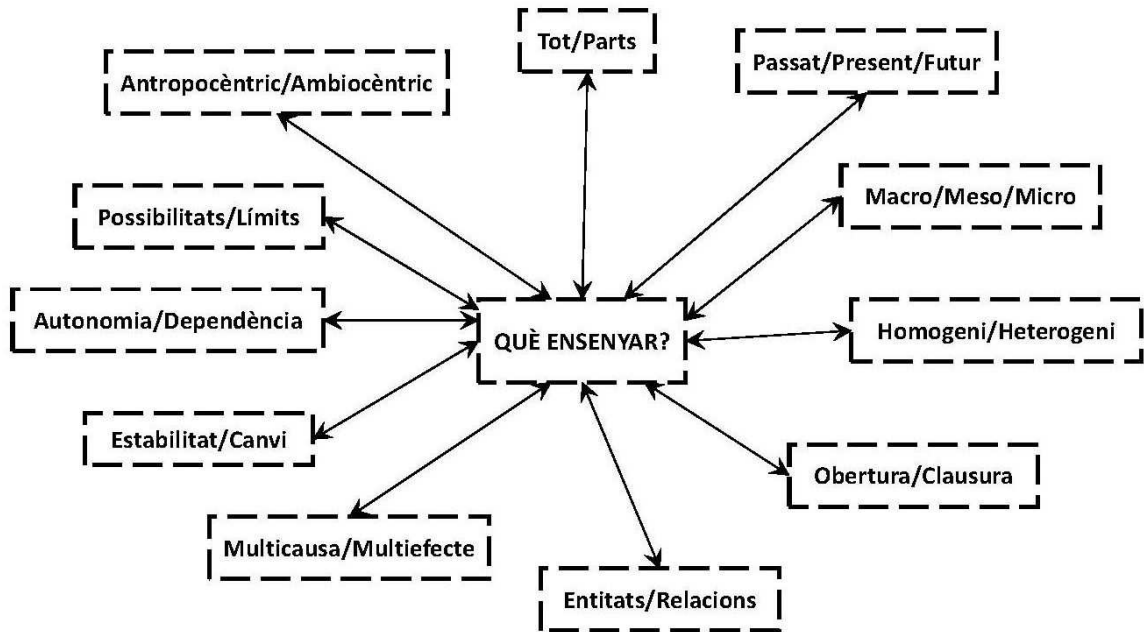 Tot/Parts
Passat/Present/Futur
Antropocèntric/Ambiocèntric
Macro/Meso/Micro
Possibilitats/Límits
Autonomia/Dependència
Homogeni/Heterogeni
QUÈ ENSENYAR?
Estabilitat/Canvi
Obertura/Clausura
Multicausa/Multiefecte
Entitats/Relacions